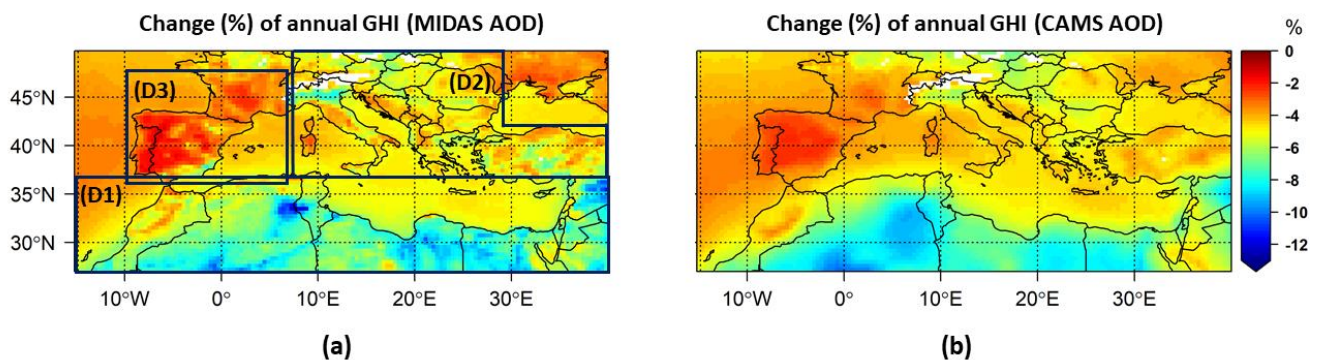 Change (%) of annual GHI (MIDAS AOD)
Change (%) of annual GHI (CAMS AOD)
%
(D3)
(D2)
(D1)
45°N
40°N
35°N
30°N
10°W
0°
10°E
20°E
30°E
10°W
0°
10°E
20°E
30°E
0
-2
-4
-6
-8
-10
-12
(a)
(b)